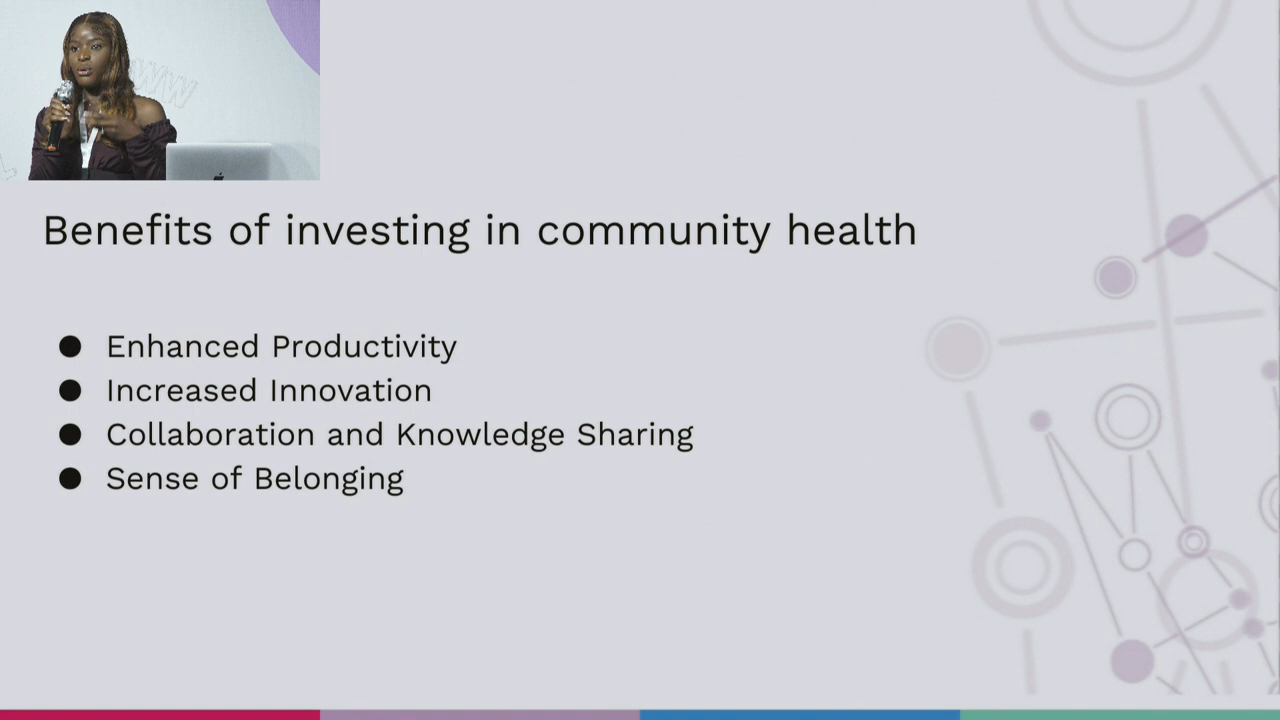 Benefits of investing in community health
● Enhanced Productivity
● Increased Innovation
● Collaboration and Knowledge Sharing
● Sense of Belonging